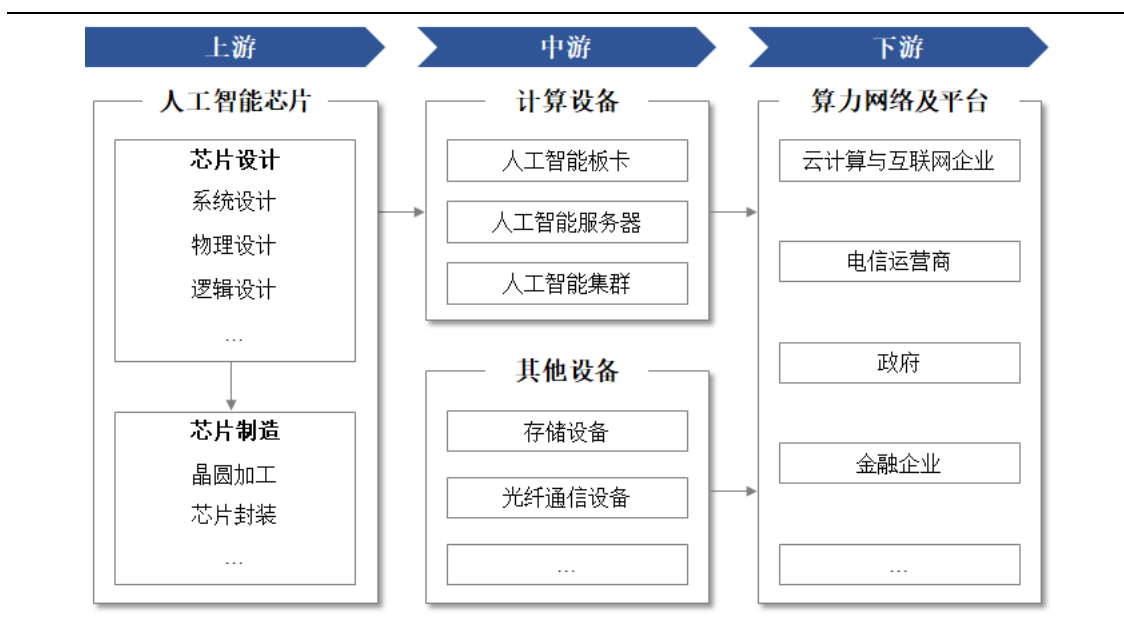 上游
中游
下游
人工智能芯片
芯片设计
系统设计
物理设计
逻辑设计
…
芯片制造
晶圆加工
芯片封装
…
计算设备
人工智能板卡
人工智能服务器
人工智能集群
其他设备
存储设备
光纤通信设备
…
算力网络及平台
云计算与互联网企业
电信运营商
政府
金融企业
…